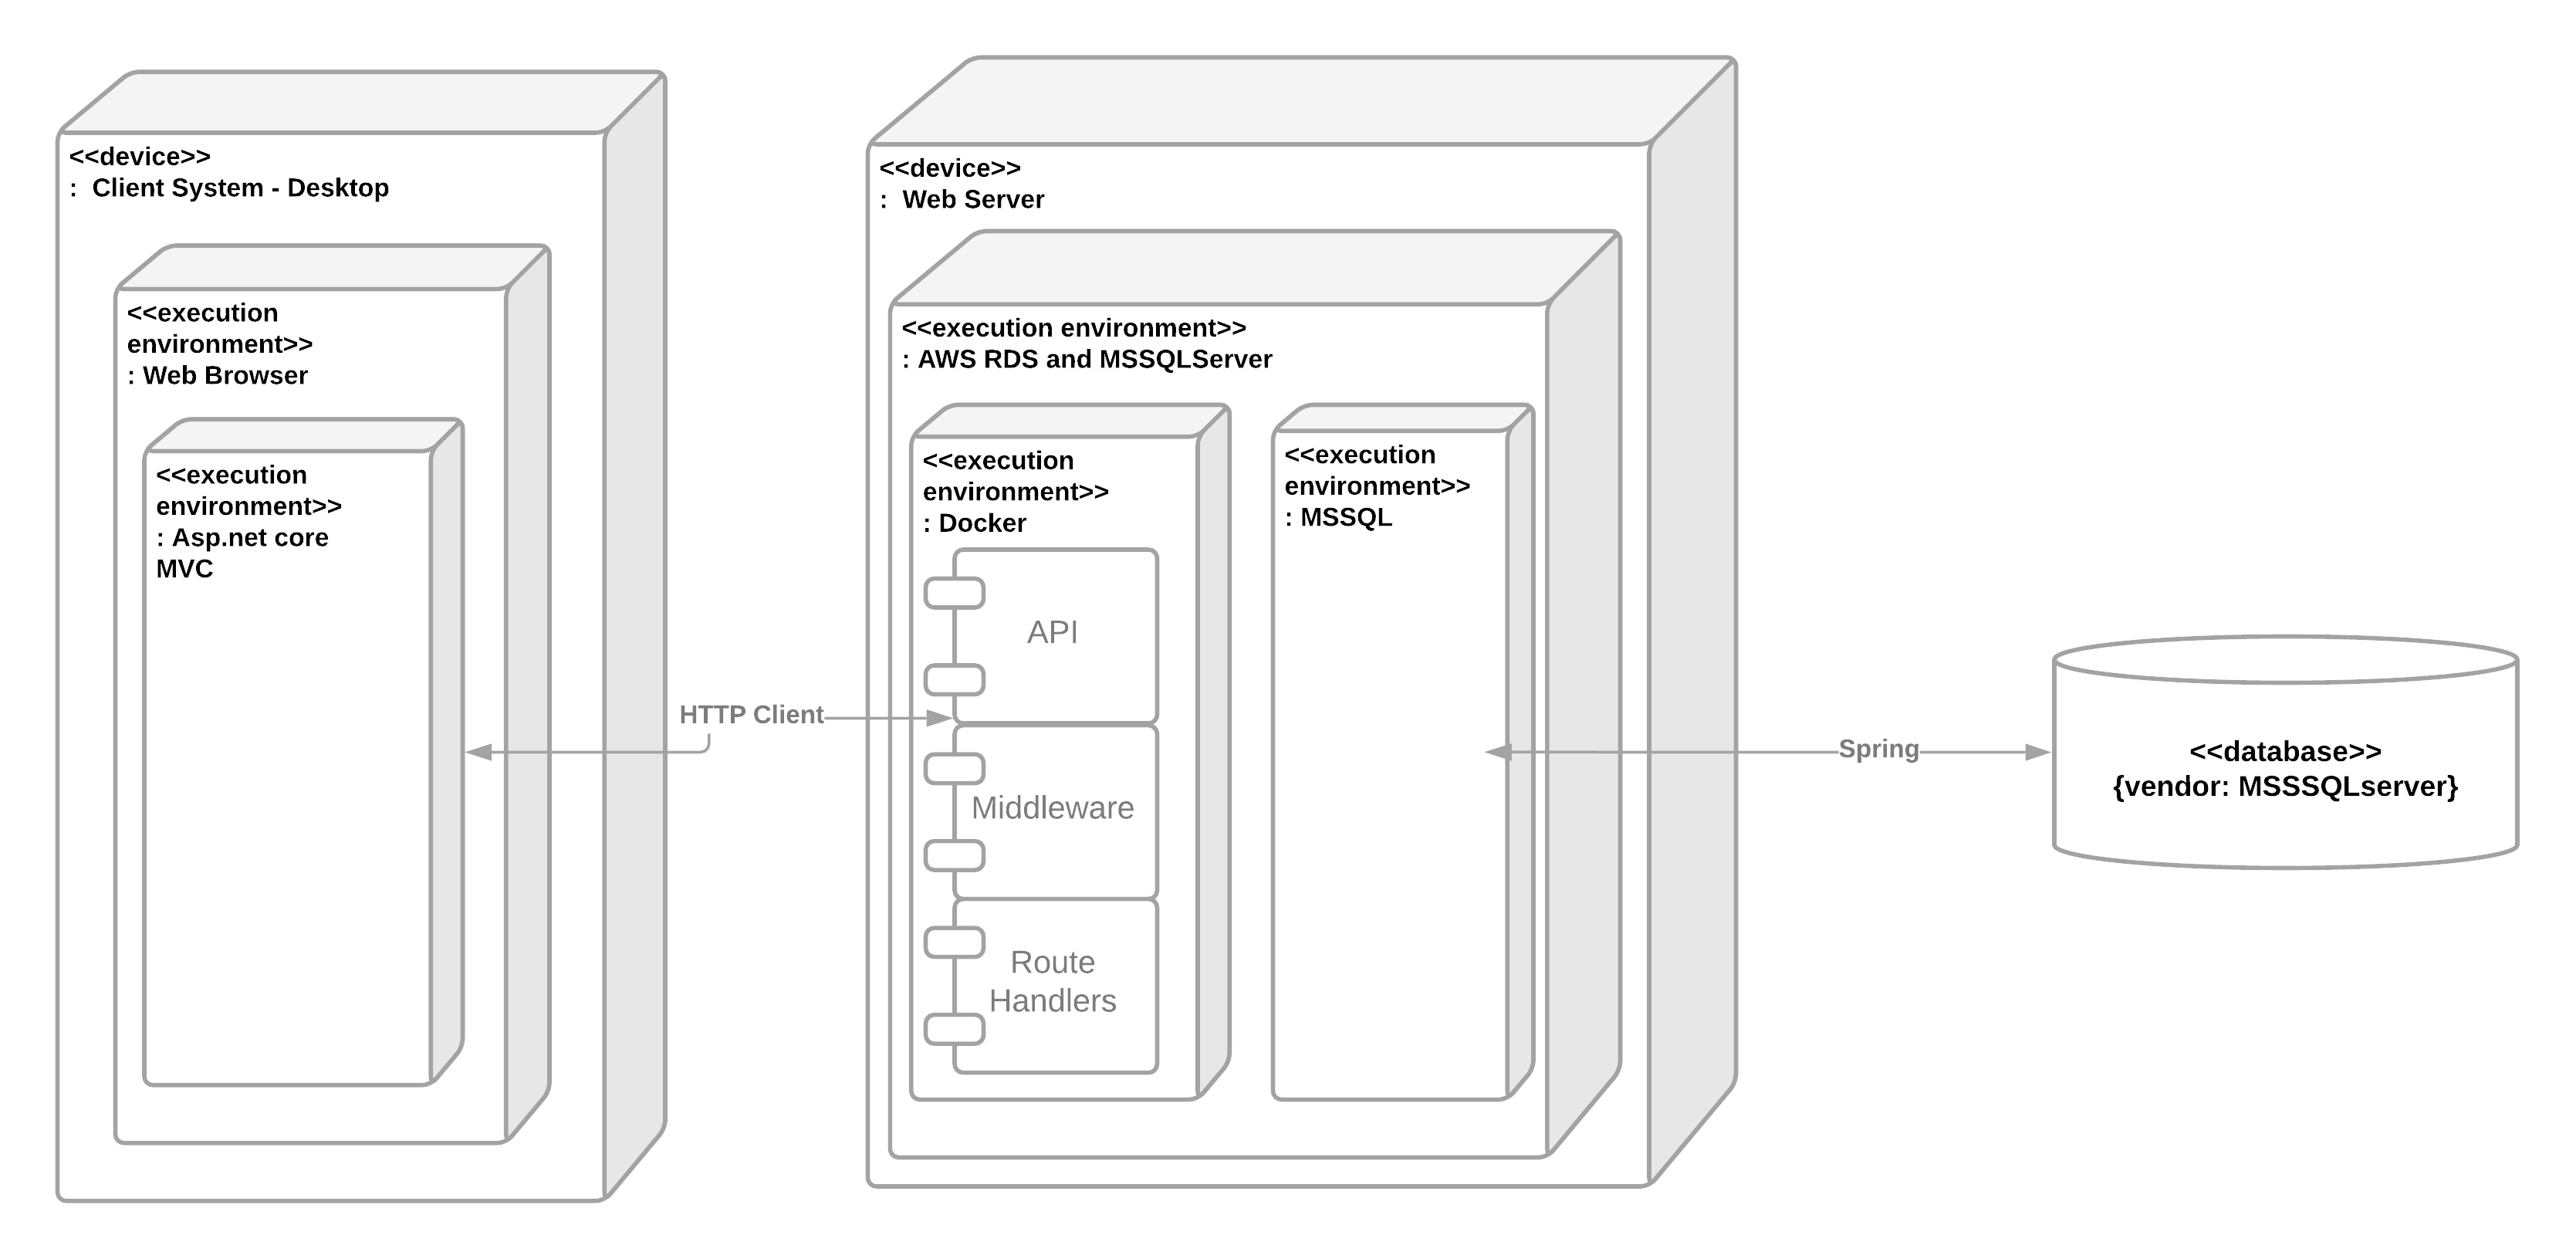 <<device>>
:  Client System - Desktop
<<execution
environment>>
: Web Browser
<<execution
environment>>
: Asp.net core
MVC
HTTP Client
<<device>>
:  Web Server
<<execution environment>>
: AWS RDS and MSSQLServer
<<execution
environment>>
: Docker
API
Middleware
Route
Handlers
<<execution
environment>>
: MSSQL
Spring
<<database>>
{vendor: MSSSQLserver}